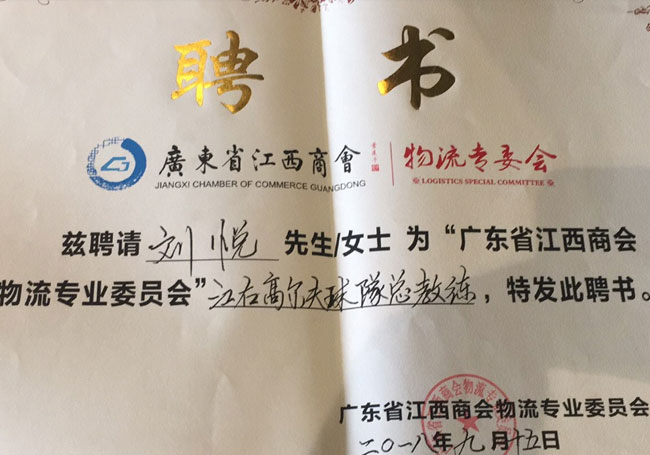 聘书
廣東省江西商會
JIANGXI CHAMBER OF COMMERCE GUANGDONG
物流专委会
LOGISTICS SPECIAL COMMITTEE
兹聘请 刘悦 先生/女士 为“广东省江西商会
物流专业委员会”江右高尔夫球隊总教练，特发此聘书。
广东省江西商会物流专业委员会
二〇一八年九月十五日